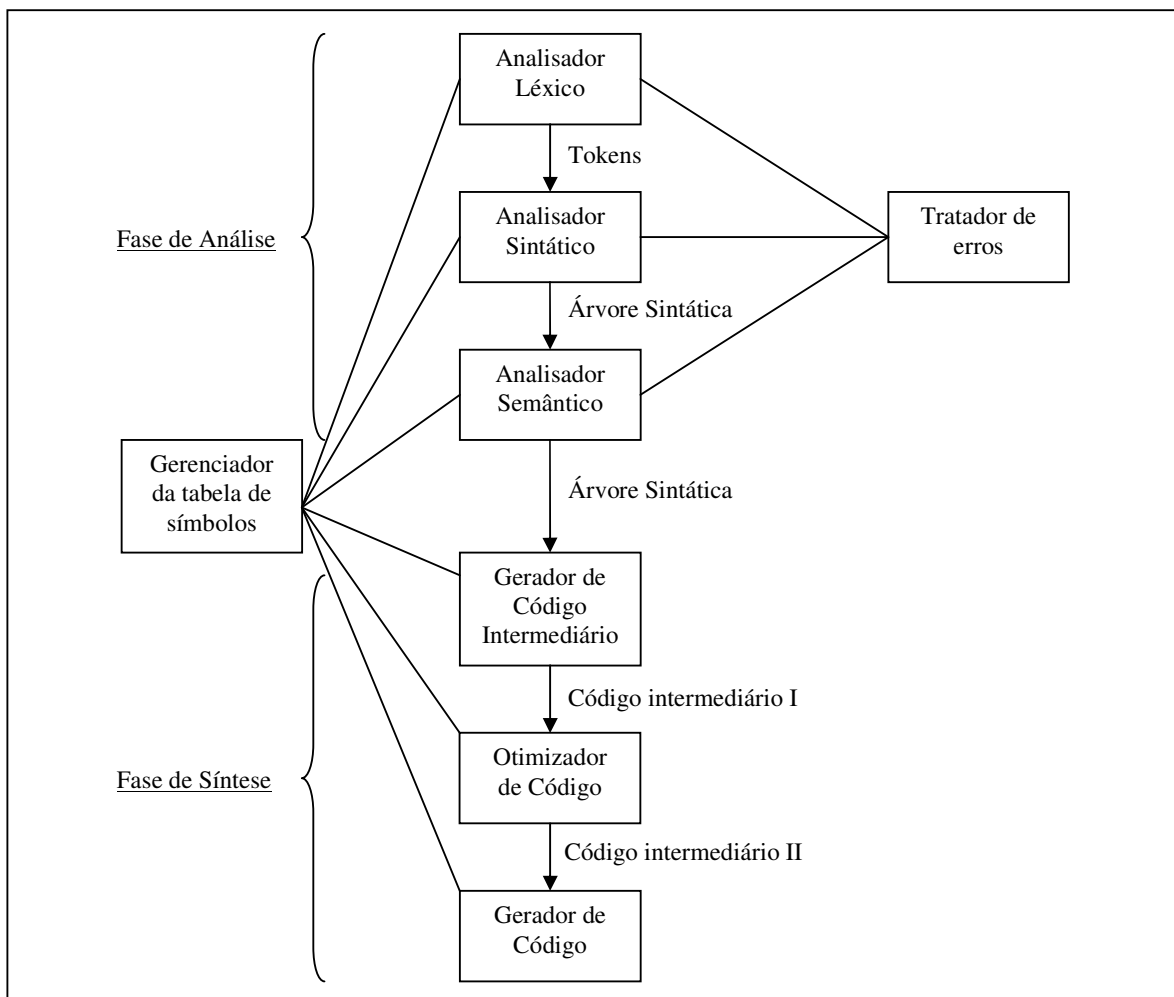 Analisador
Léxico
Tokens
Analisador
Sintático
Tratador de
erros
Fase de Análise
Árvore Sintática
Analisador
Semântico
Gerenciador
da tabela de
símbolos
Árvore Sintática
Gerador de
Código
Intermediário
Código intermediário I
Otimizador
de Código
Fase de Síntese
Código intermediário II
Gerador de
Código